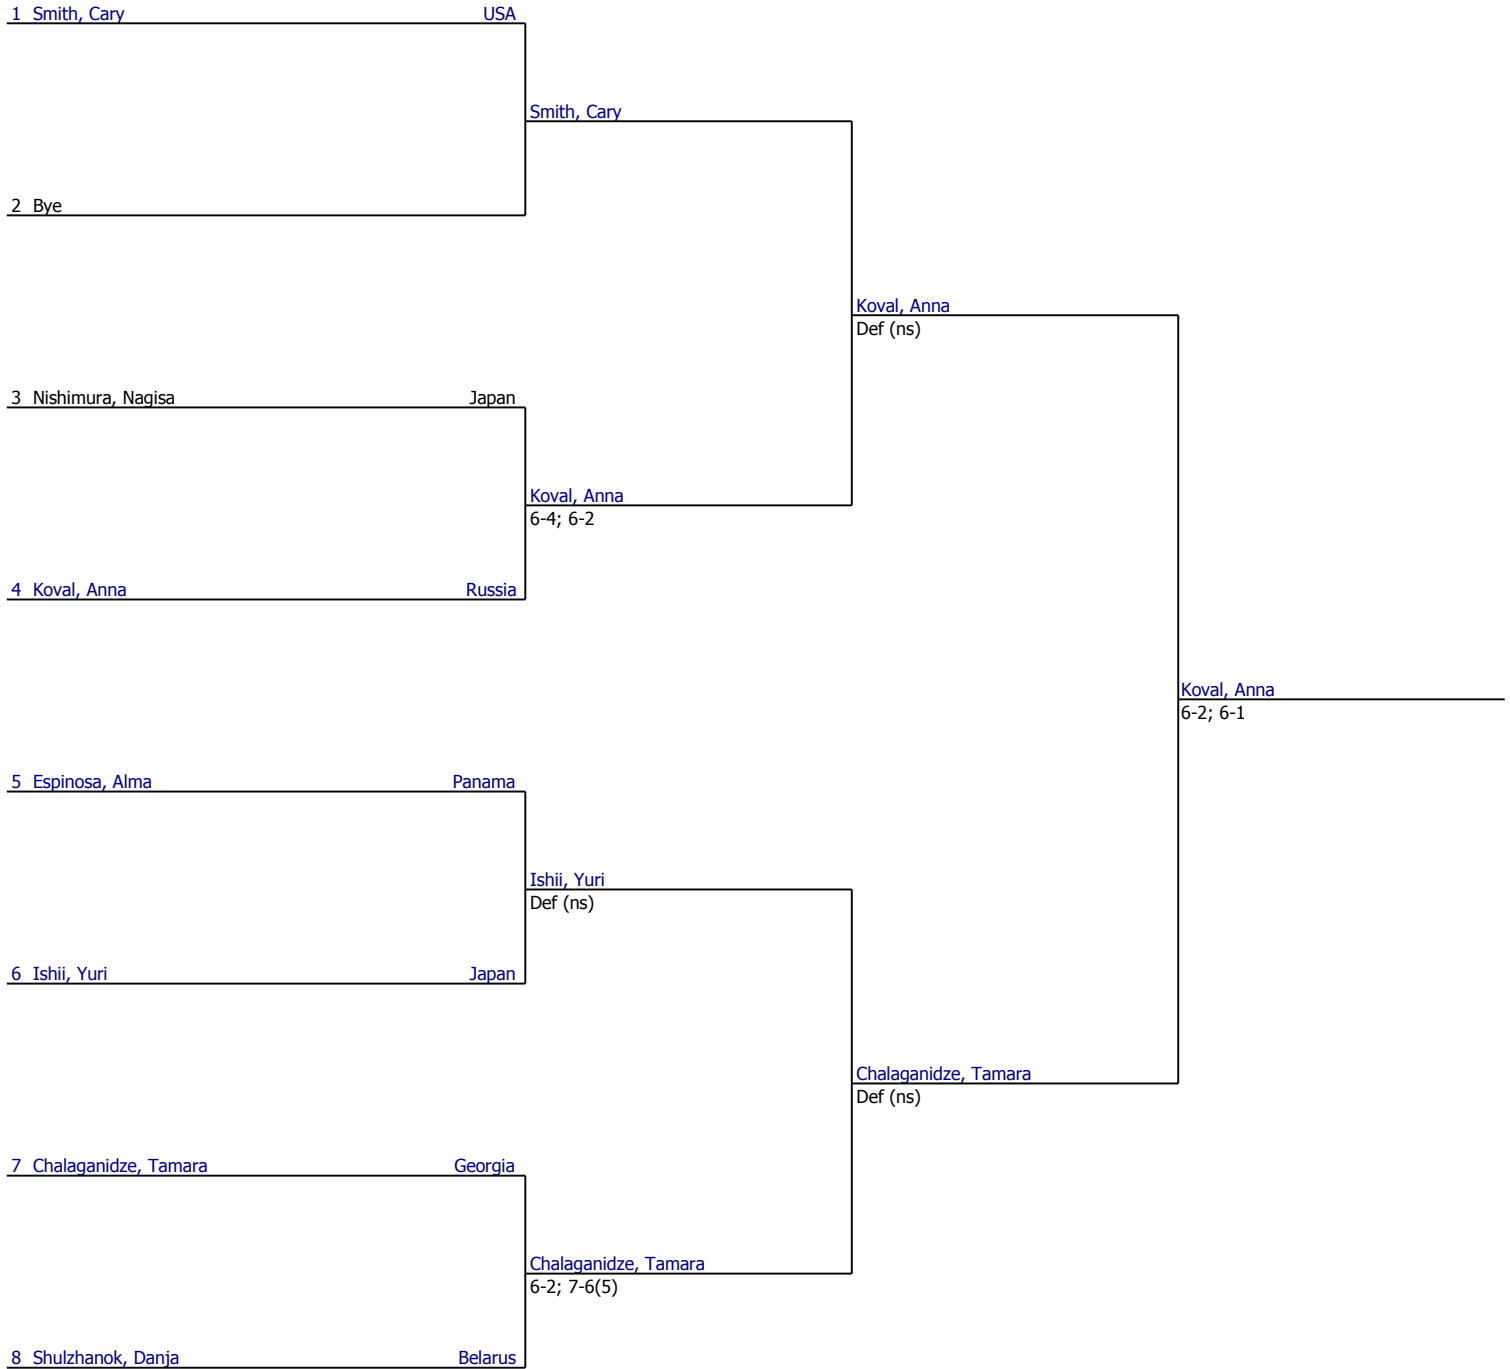 1 Smith, Cary USA
Smith, Cary
2 Bye
Koval, Anna
Def (ns)
3 Nishimura, Nagisa Japan
Koval, Anna
6-4; 6-2
4 Koval, Anna Russia
Koval, Anna
6-2; 6-1
5 Espinosa, Alma Panama
Ishii, Yuri
Def (ns)
6 Ishii, Yuri Japan
Chalaganidze, Tamara
Def (ns)
7 Chalaganidze, Tamara Georgia
Chalaganidze, Tamara
6-2; 7-6(5)
8 Shulzhanok, Danja Belarus